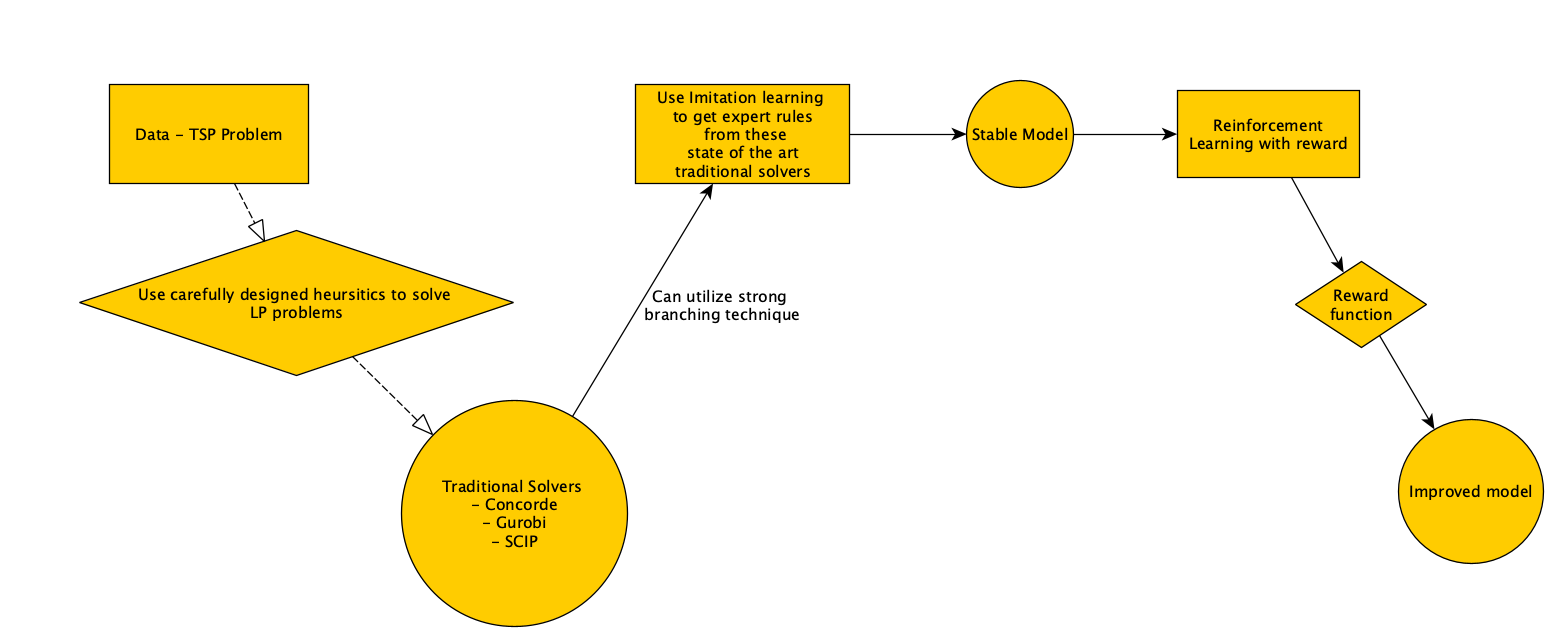 Data – TSP Problem
Use carefully designed heursitics to solve
LP problems
Traditional Solvers
– Concorde
– Gurobi
– SCIP
Can utilize strong
branching technique
Use Imitation learning
to get expert rules
from these
state of the art
traditional solvers
Stable Model
Reinforcement
Learning with reward
Reward
function
Improved model